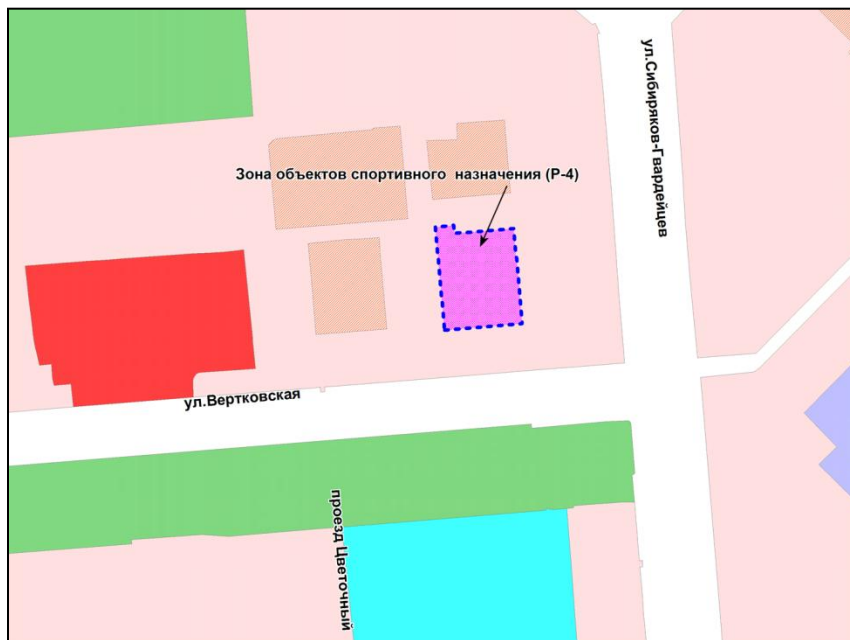 ул.Сибиряков-Гвардейцев
Зона объектов спортивного назначения (Р-4)
ул.Вертковская
проезд Цветочный